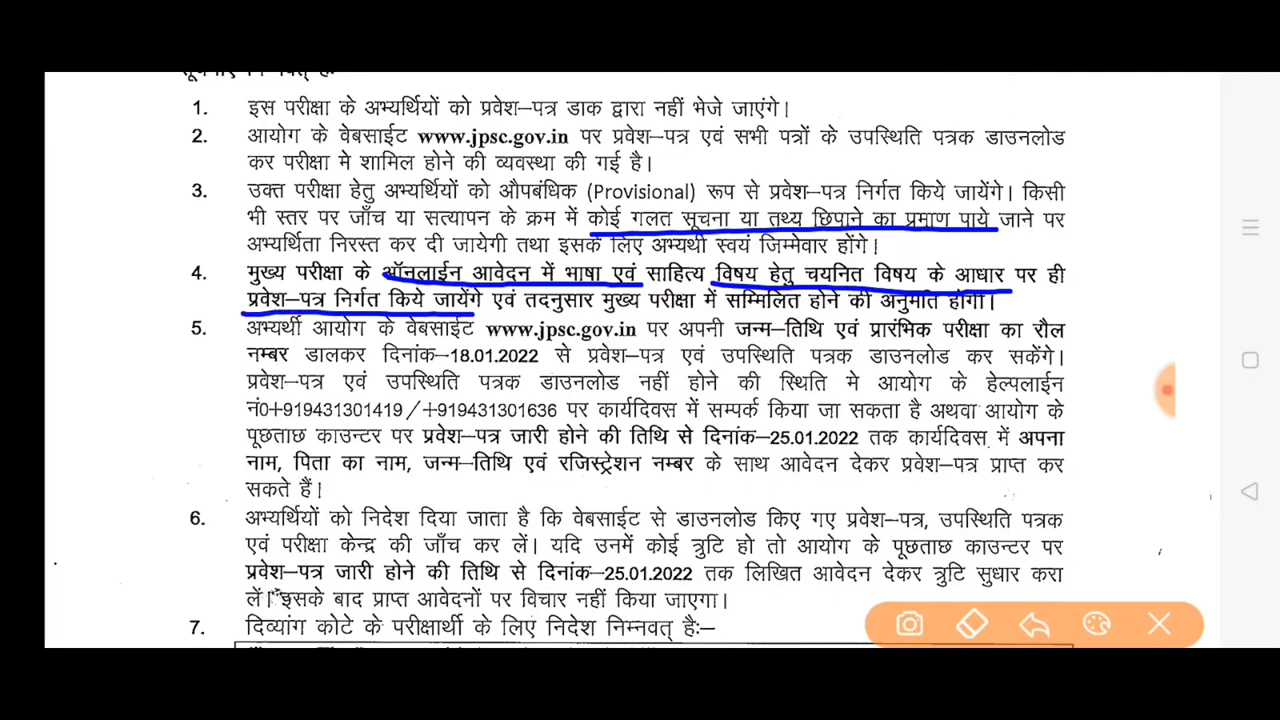 1. इस परीक्षा के अभ्यर्थियों को प्रवेश–पत्र डाक द्वारा नहीं भेजे जाएंगे।
2. आयोग के वेबसाईट www.jpsc.gov.in पर प्रवेश–पत्र एवं सभी पत्रों के उपस्थिति पत्रक डाउनलोड
कर परीक्षा मे शामिल होने की व्यवस्था की गई है।
3. उक्त परीक्षा हेतु अभ्यर्थियों को औपबंधिक (Provisional) रूप से प्रवेश–पत्र निर्गत किये जायेंगे। किसी
भी स्तर पर जाँच या सत्यापन के क्रम में कोई गलत सूचना या तथ्य छिपाने का प्रमाण पाये जाने पर
अभ्यर्थिता निरस्त कर दी जायेगी तथा इसके लिए अभ्यर्थी स्वयं जिम्मेवार होंगे।
4. मुख्य परीक्षा के ऑनलाईन आवेदन में भाषा एवं साहित्य विषय हेतु चयनित विषय के आधार पर ही
प्रवेश–पत्र निर्गत किये जायेंगे एवं तदनुसार मुख्य परीक्षा में सम्मिलित होने की अनुमति होगी।
5. अभ्यर्थी आयोग के वेबसाईट www.jpsc.gov.in पर अपनी जन्म–तिथि एवं प्रारंभिक परीक्षा का रौल
नम्बर डालकर दिनांक–18.01.2022 से प्रवेश–पत्र एवं उपस्थिति पत्रक डाउनलोड कर सकेंगे।
प्रवेश–पत्र एवं उपस्थिति पत्रक डाउनलोड नहीं होने की स्थिति मे आयोग के हेल्पलाईन
नं0+919431301419/+919431301636 पर कार्यदिवस में सम्पर्क किया जा सकता है अथवा आयोग के
पूछताछ काउन्टर पर प्रवेश–पत्र जारी होने की तिथि से दिनांक–25.01.2022 तक कार्यदिवस में अपना
नाम, पिता का नाम, जन्म–तिथि एवं रजिस्ट्रेशन नम्बर के साथ आवेदन देकर प्रवेश–पत्र प्राप्त कर
सकते हैं।
6. अभ्यर्थियों को निदेश दिया जाता है कि वेबसाईट से डाउनलोड किए गए प्रवेश–पत्र, उपस्थिति पत्रक
एवं परीक्षा केन्द्र की जाँच कर लें। यदि उनमें कोई त्रुटि हो तो आयोग के पूछताछ काउन्टर पर
प्रवेश–पत्र जारी होने की तिथि से दिनांक–25.01.2022 तक लिखित आवेदन देकर त्रुटि सुधार करा
लें। इसके बाद प्राप्त आवेदनों पर विचार नहीं किया जाएगा।
7. दिव्यांग कोटे के परीक्षार्थी के लिए निदेश निम्नवत् हैः–